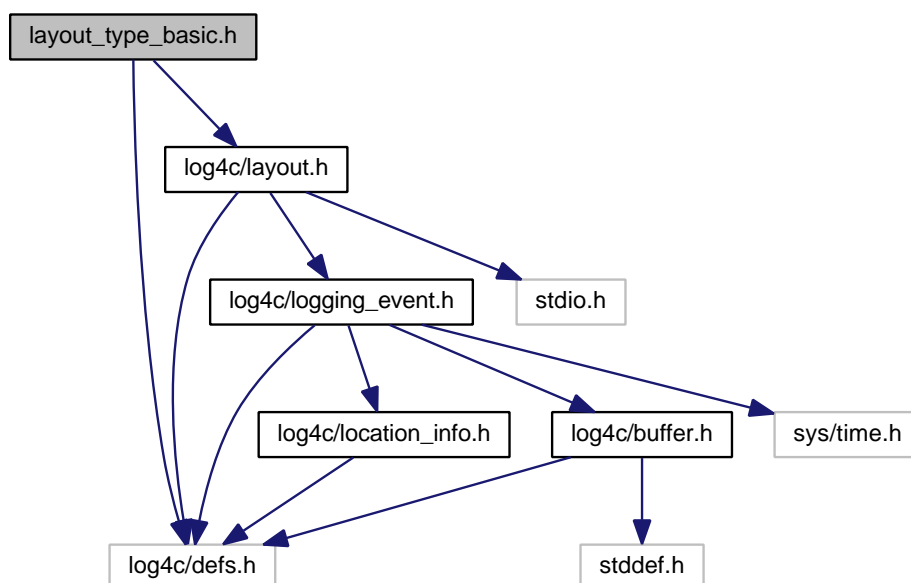 layout_type_basic.h
log4c/layout.h
log4c/logging_event.h
stdio.h
log4c/location_info.h
log4c/buffer.h
sys/time.h
log4c/defs.h
stddef.h